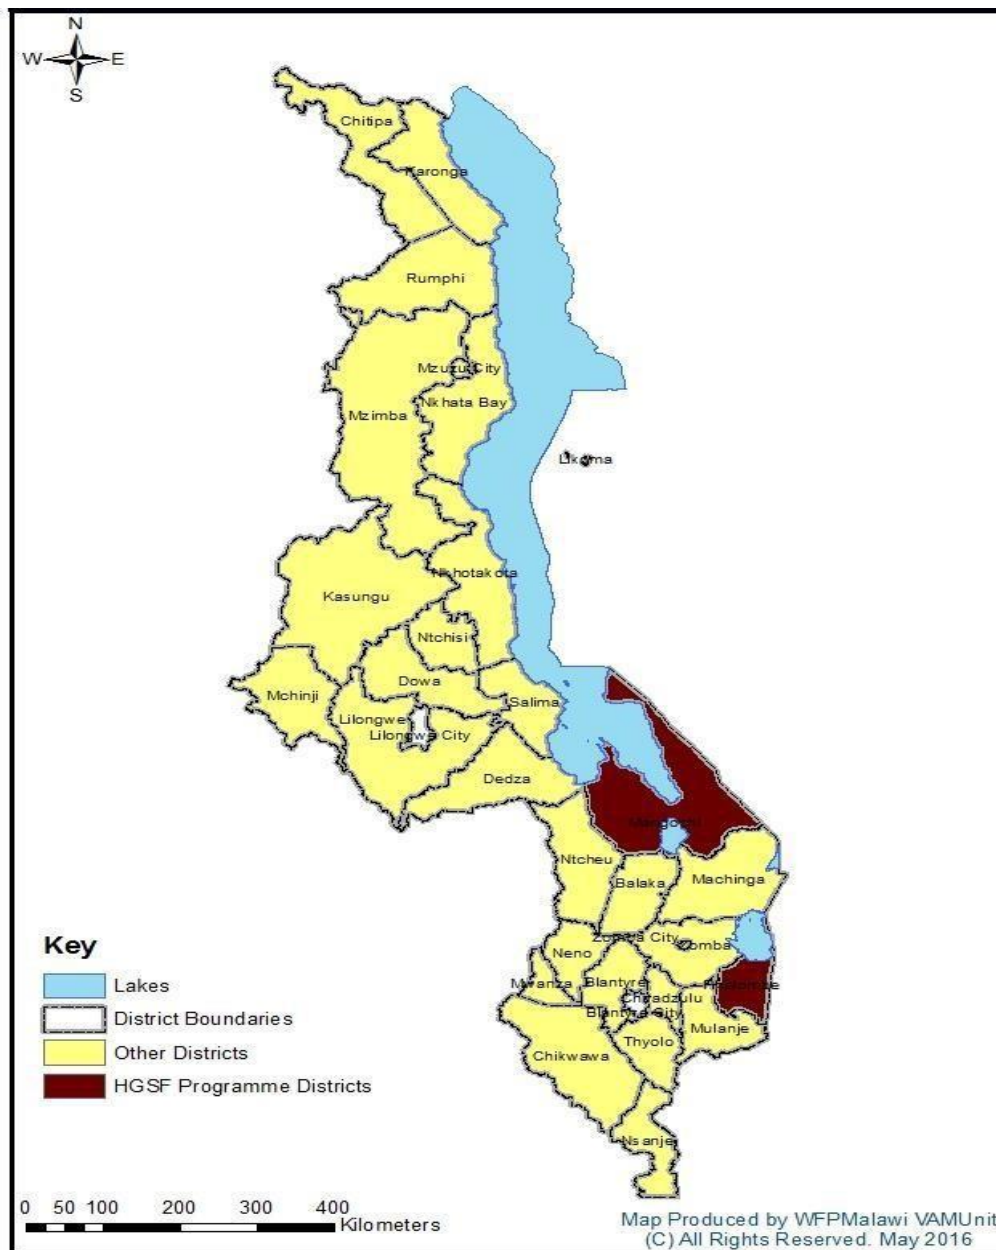 N
W E
S
Chitipa
Karonga
Rumphi
Mzuzu City
Nkhata Bay
Mzimba
Likoma
Nkhotakota
Kasungu
Ntchisi
Dowa
Mchinji
Salima
Lilongwe
Lilongwe City
Dedza
Mangochi
Ntcheu
Balaka
Machinga
Zomba City
Zomba
Neno
Mwanza
Blantyre
Phalombe
Chiradzulu
Blantyre City
Mulanje
Thyolo
Chikwawa
Nsanje
Key
Lakes
District Boundaries
Other Districts
HGSF Programme Districts
0 50 100 200 300 400
Kilometers
Map Produced by WFPMalawi VAMUnit
(C) All Rights Reserved. May 2016